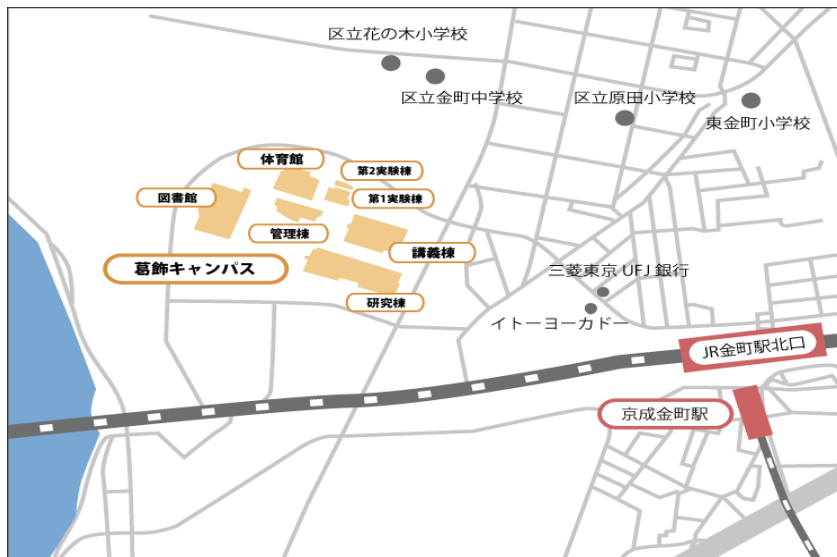 区立花の木小学校
区立金町中学校
区立原田小学校
東金町小学校
体育館
第2実験棟
図書館
第1実験棟
管理棟
講義棟
葛飾キャンパス
研究棟
三菱東京UFJ銀行
イトーヨーカドー
JR金町駅北口
京成金町駅